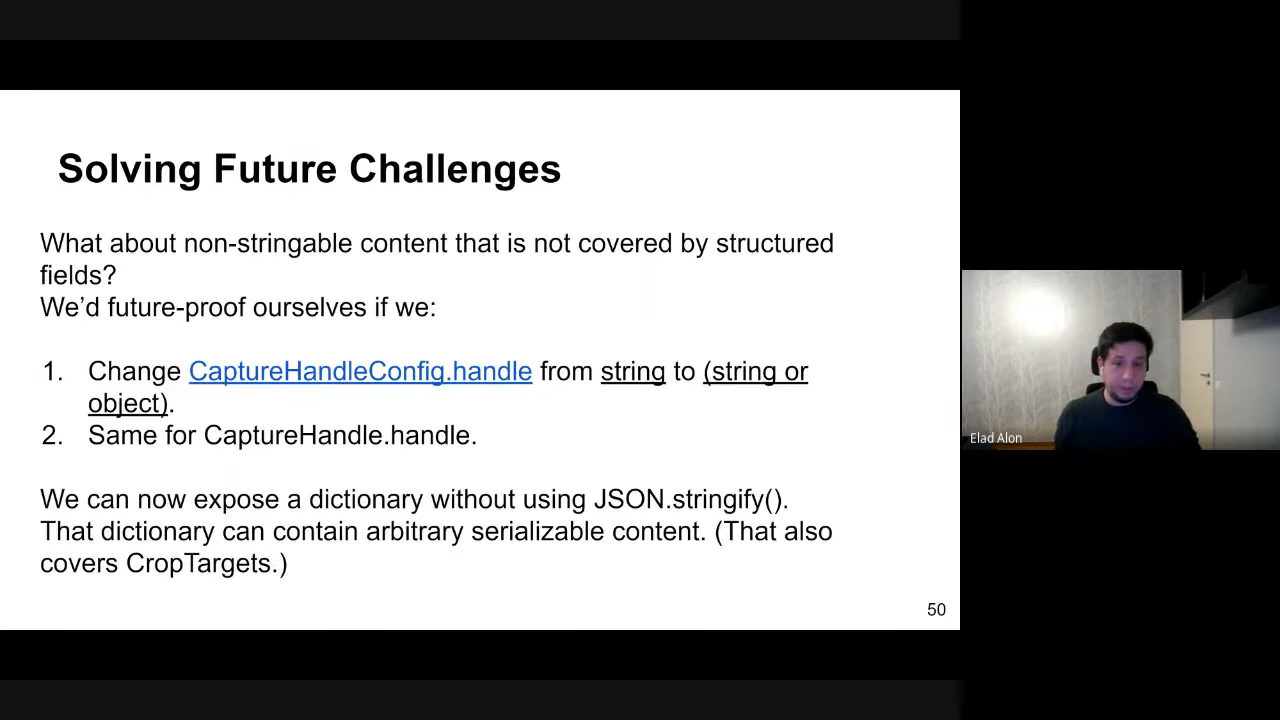 Solving Future Challenges
What about non-stringable content that is not covered by structured
fields?
We’d future-proof ourselves if we:
1. Change CaptureHandleConfig.handle from string to (string or
object).
2. Same for CaptureHandle.handle.
We can now expose a dictionary without using JSON.stringify().
That dictionary can contain arbitrary serializable content. (That also
covers CropTargets.)
50
Elad Alon